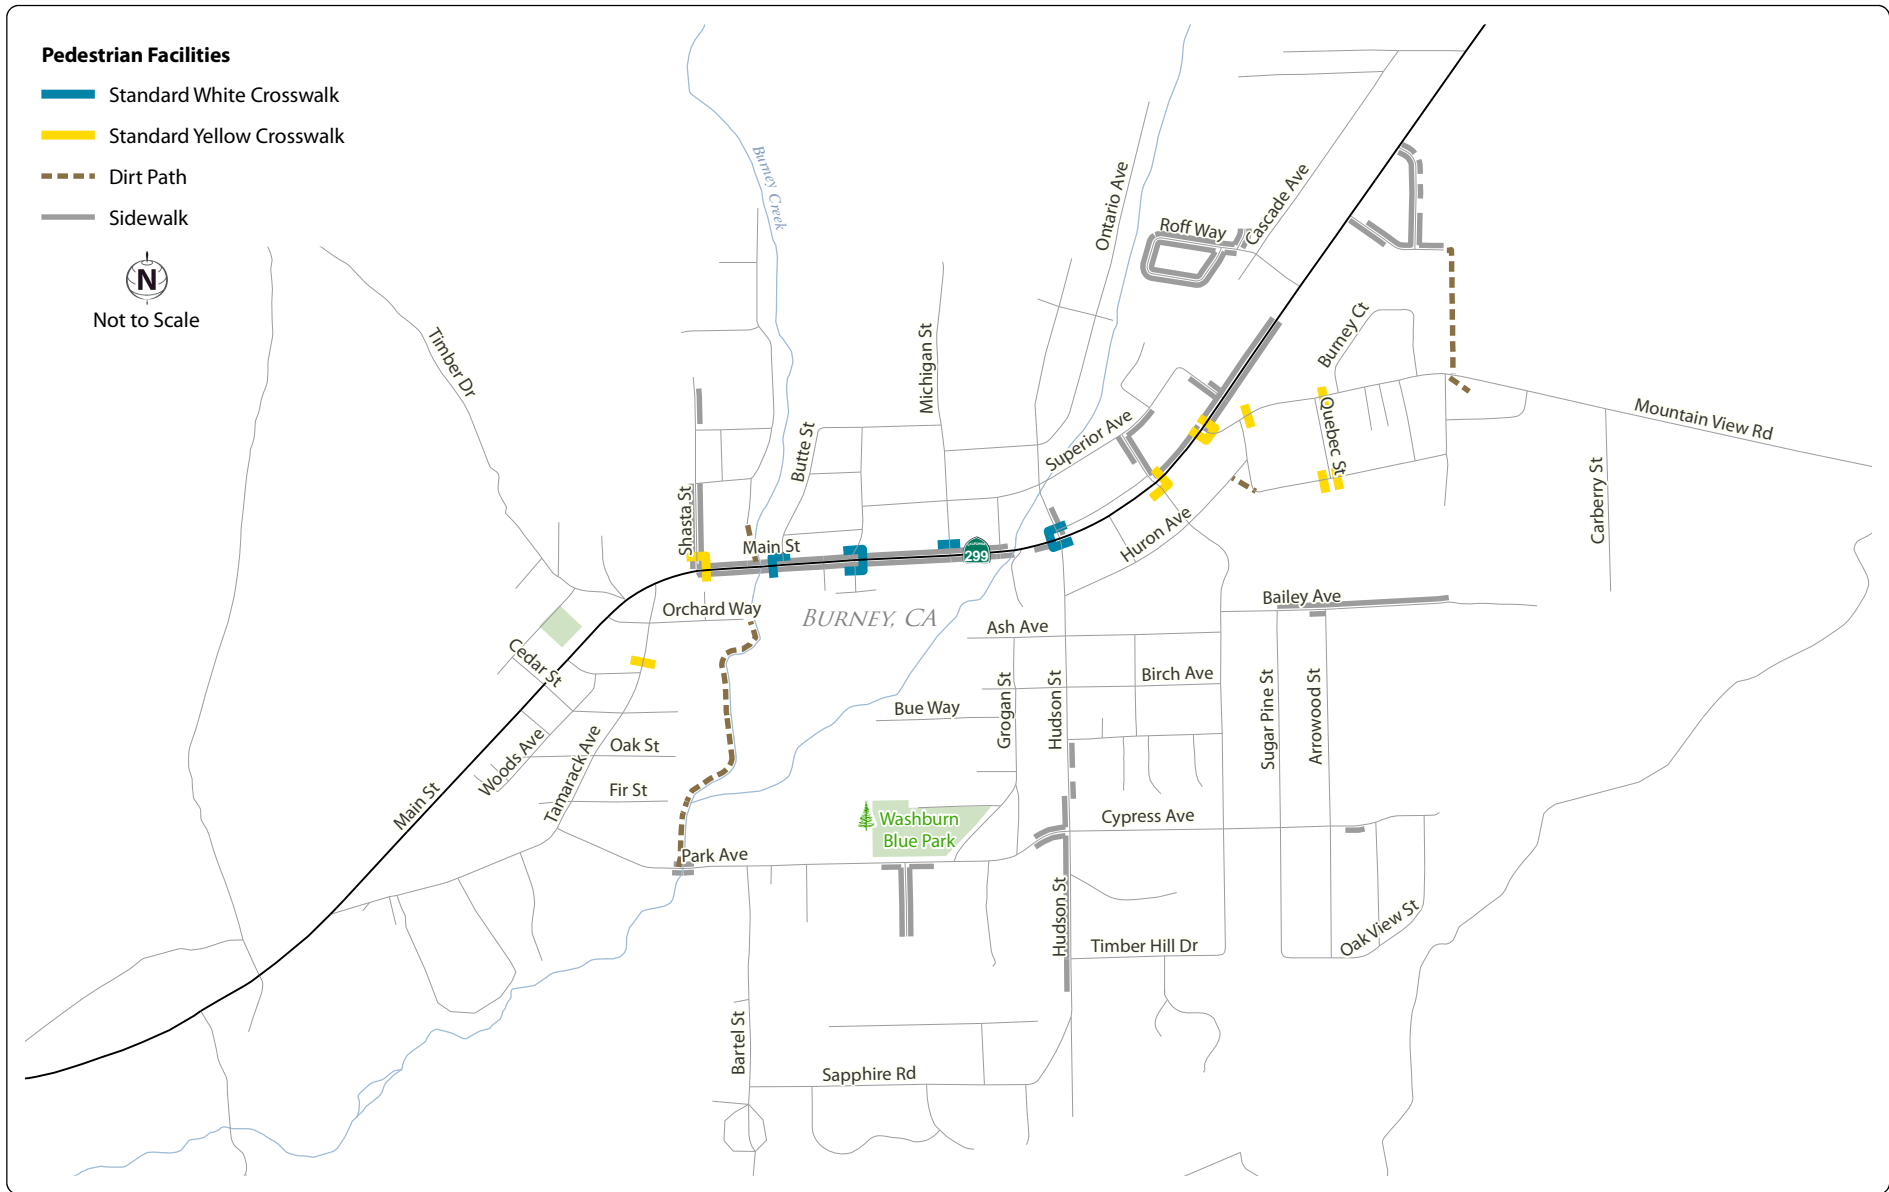 Pedestrian Facilities
Standard White Crosswalk
Standard Yellow Crosswalk
Dirt Path
Sidewalk
N
Not to Scale
Burney Creek
Ontario Ave
Roff Way
Cascade Ave
Timber Dr
Michigan St
Burney Ct
Butte St
Superior Ave
Quebec St
Mountain View Rd
Carberry St
Shasta St
Main St
299
Huron Ave
Orchard Way
BURNEY, CA
Bailey Ave
Ash Ave
Cedar St
Birch Ave
Grogan St
Hudson St
Sugar Pine St
Arrowood St
Bue Way
Woods Ave
Oak St
Tamarack Ave
Fir St
Main St
Washburn
Blue Park
Cypress Ave
Park Ave
Hudson St
Timber Hill Dr
Oak View St
Bartel St
Sapphire Rd